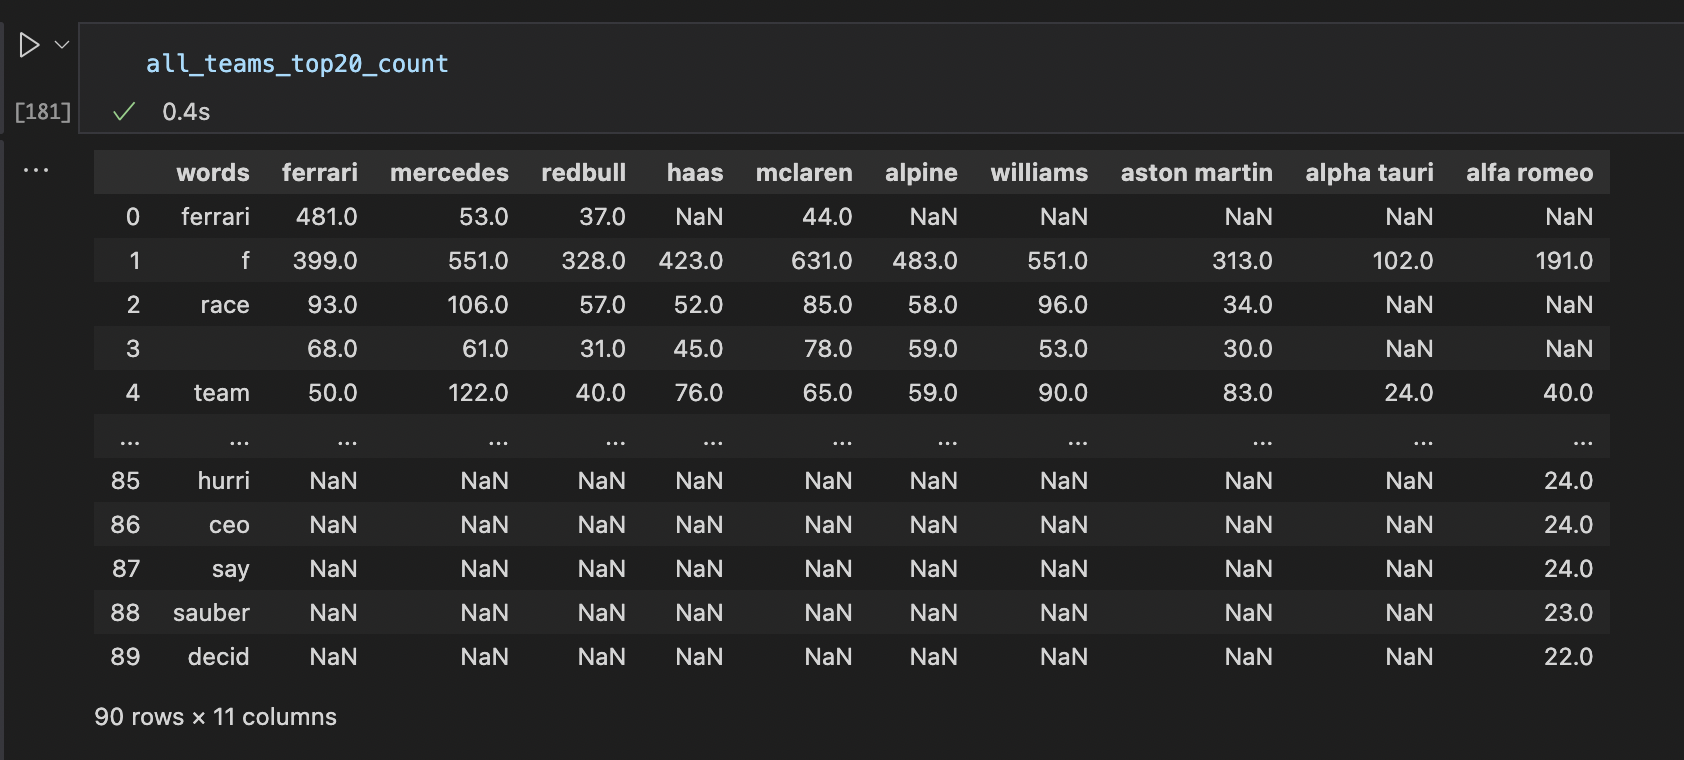 all_teams_top20_count
[181] 0.4s
...
words ferrari mercedes redbull haas mclaren alpine williams aston martin alpha tauri alfa romeo
0 ferrari 481.0 53.0 37.0 NaN 44.0 NaN NaN NaN NaN NaN
1 f 399.0 551.0 328.0 423.0 631.0 483.0 551.0 313.0 102.0 191.0
2 race 93.0 106.0 57.0 52.0 85.0 58.0 96.0 34.0 NaN NaN
3 68.0 61.0 31.0 45.0 78.0 59.0 53.0 30.0 NaN NaN
4 team 50.0 122.0 40.0 76.0 65.0 59.0 90.0 83.0 24.0 40.0
... ... ... ... ... ... ... ... ... ... ... ...
85 hurri NaN NaN NaN NaN NaN NaN NaN NaN NaN 24.0
86 ceo NaN NaN NaN NaN NaN NaN NaN NaN NaN 24.0
87 say NaN NaN NaN NaN NaN NaN NaN NaN NaN 24.0
88 sauber NaN NaN NaN NaN NaN NaN NaN NaN NaN 23.0
89 decid NaN NaN NaN NaN NaN NaN NaN NaN NaN 22.0
90 rows × 11 columns